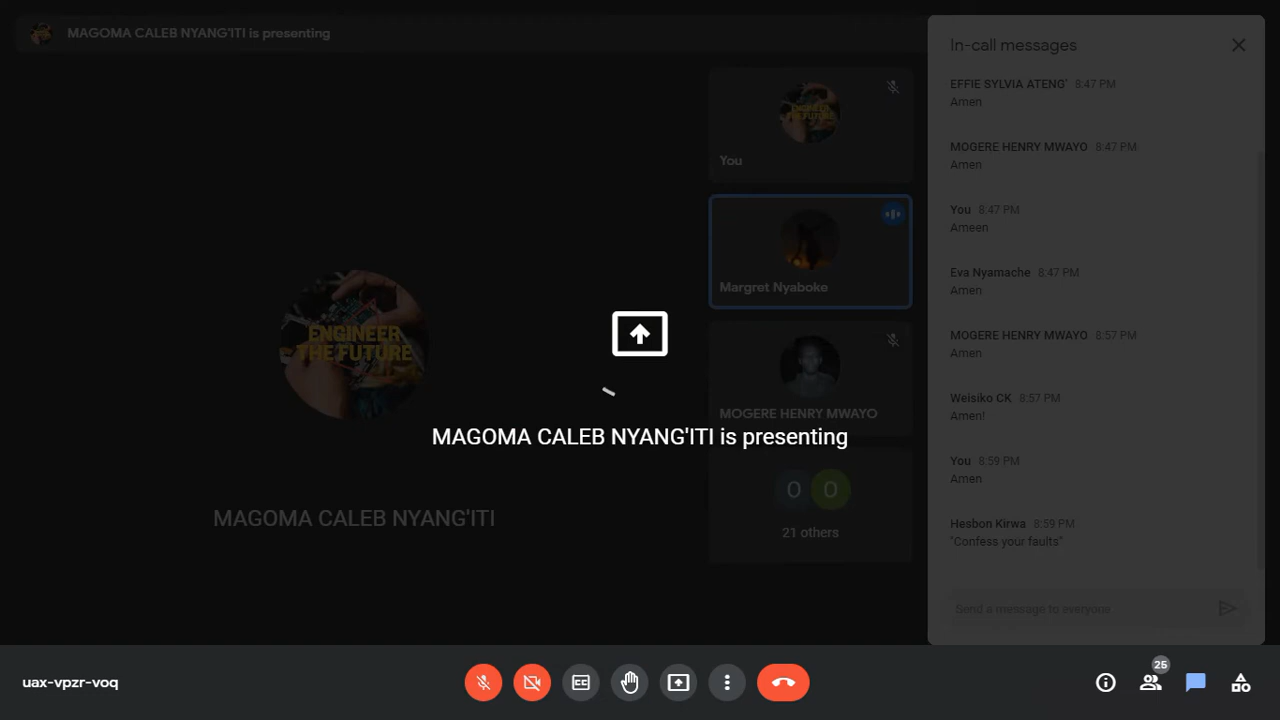 MAGOMA CALEB NYANG'ITI is presenting
In-call messages
EFFIE SYLVIA ATENG' 8:47 PM
Amen
MOGERE HENRY MWAYO 8:47 PM
Amen
You 8:47 PM
Ameen
Eva Nyamache 8:47 PM
Amen
MOGERE HENRY MWAYO 8:57 PM
Amen
Weisiko CK 8:57 PM
Amen!
You 8:59 PM
Amen
Hesbon Kirwa 8:59 PM
"Confess your faults"
Send a message to everyone
ENGINEER
THE FUTURE
You
Margret Nyaboke
ENGINEER
THE FUTURE
MOGERE HENRY MWAYO
MAGOMA CALEB NYANG'ITI is presenting
O O
21 others
MAGOMA CALEB NYANG'ITI
uax-vpzr-voq
CC
25